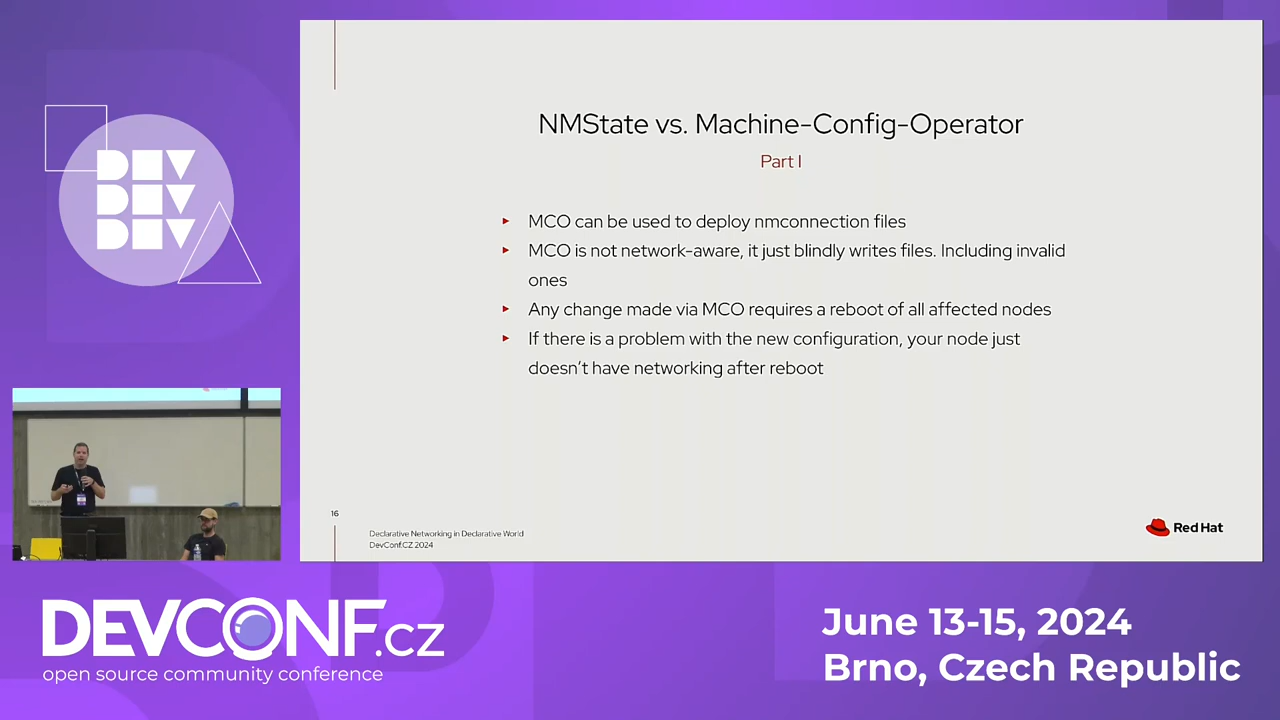 DEV
DEV
DEV
NMState vs. Machine-Config-Operator
Part I
MCO can be used to deploy nmconnection files
MCO is not network-aware, it just blindly writes files. Including invalid
ones
Any change made via MCO requires a reboot of all affected nodes
If there is a problem with the new configuration, your node just
doesn't have networking after reboot
16
Declarative Networking in Declarative World
DevConf.CZ 2024
Red Hat
DEVCONF.cz
open source community conference
June 13-15, 2024
Brno, Czech Republic